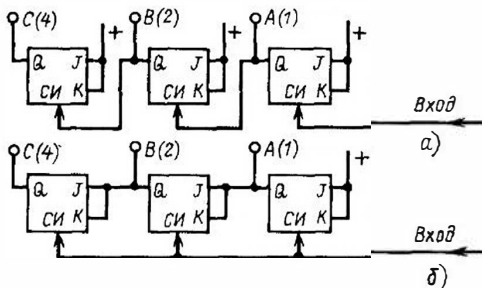 C(4) + B(2) + A(1) +
Q J Q J Q J
СИ K СИ K СИ K
Вход
а)
C(4) B(2) A(1) +
Q J Q J Q J
СИ K СИ K СИ K
Вход
б)